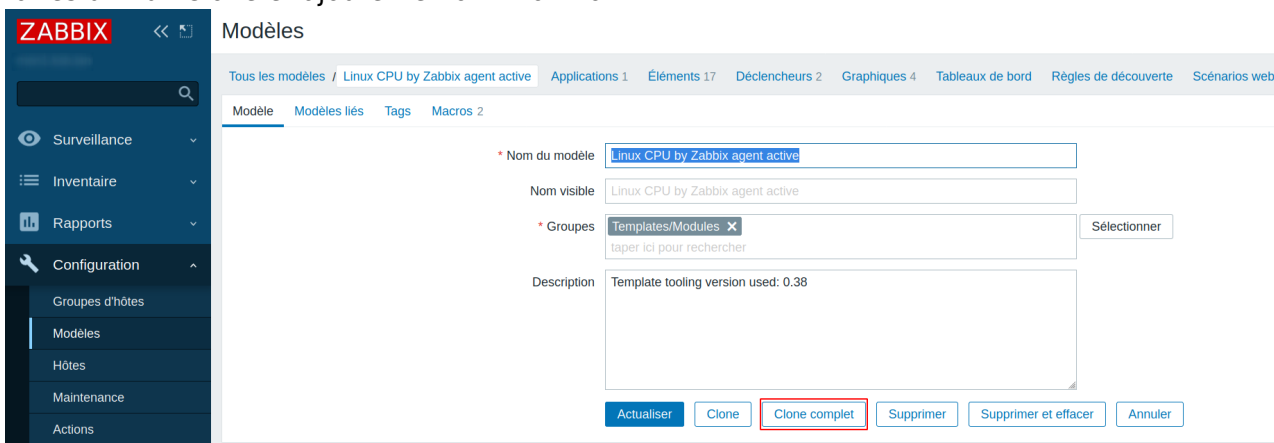 ZABBIX
Modèles
Tous les modèles / Linux CPU by Zabbix agent active Applications 1 Éléments 17 Déclencheurs 2 Graphiques 4 Tableaux de bord Règles de découverte Scénarios web
Modèle Modèles liés Tags Macros 2
Surveillance
Inventaire
Rapports
Configuration
Groupes d'hôtes
Modèles
Hôtes
Maintenance
Actions
* Nom du modèle Linux CPU by Zabbix agent active
Nom visible Linux CPU by Zabbix agent active
* Groupes Templates/Modules Sélectionner
taper ici pour rechercher
Description Template tooling version used: 0.38
Actualiser Clone Clone complet Supprimer Supprimer et effacer Annuler